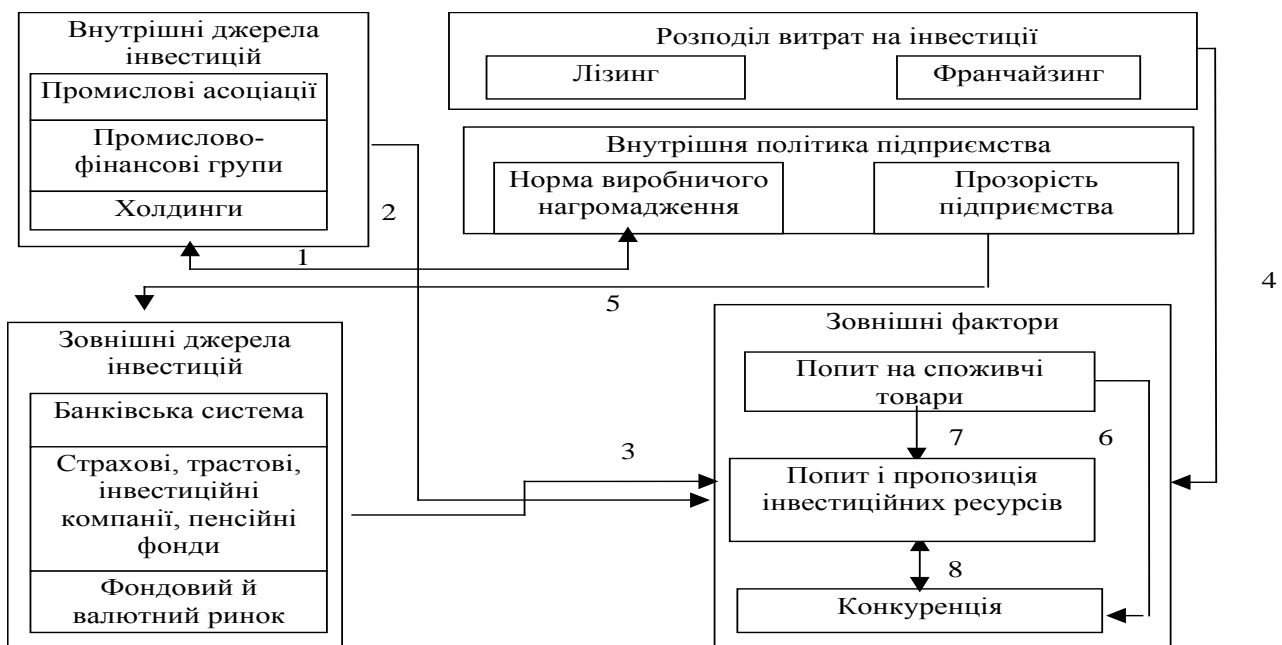 Внутрішні джерела
інвестицій
Промислові асоціації
Промислово-
фінансові групи
Холдинги
Розподіл витрат на інвестиції
Лізинг
Франчайзинг
Внутрішня політика підприємства
Норма виробничого
нагромадження
Прозорість
підприємства
2
1
5
4
Зовнішні джерела
інвестицій
Банківська система
Страхові, трастові,
інвестиційні
компанії, пенсійні
фонди
Фондовий й
валютний ринок
3
Зовнішні фактори
Попит на споживчі
товари
7
6
Попит і пропозиція
інвестиційних ресурсів
8
Конкуренція